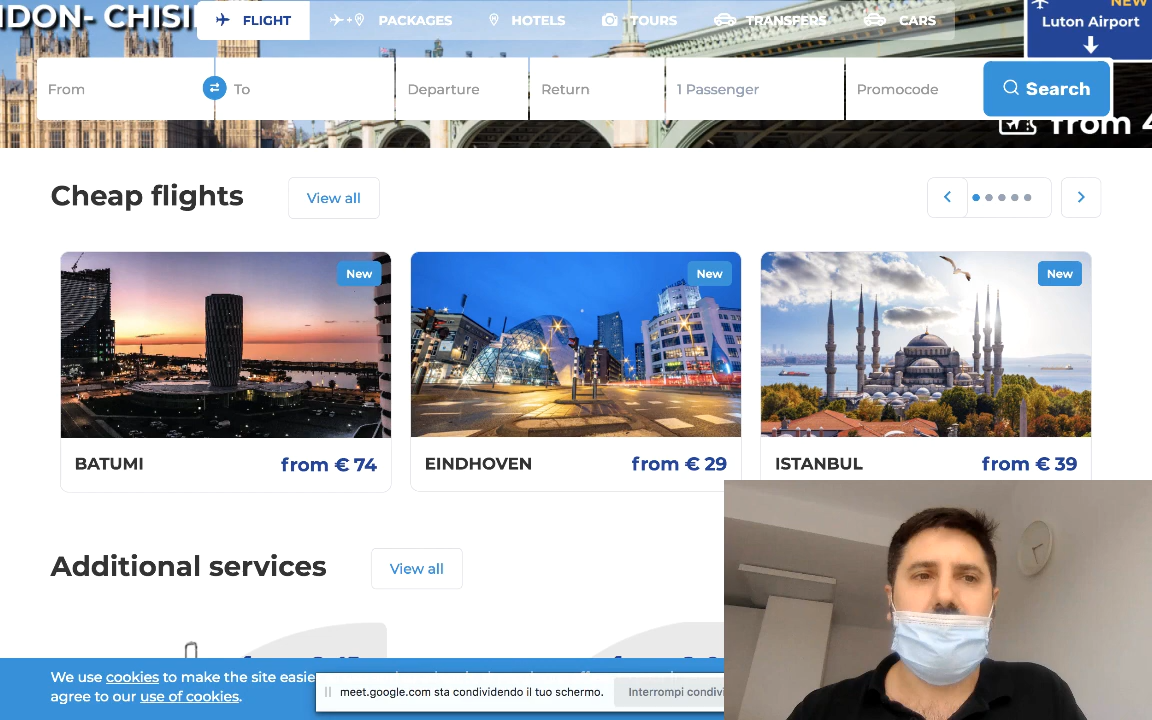 NDON- CHISI
FLIGHT
PACKAGES
HOTELS
TOURS
TRANSFERS
CARS
NEW
Luton Airport
From
To
Departure
Return
1 Passenger
Promocode
Search
from 4
Cheap flights
View all
New
New
New
BATUMI
from € 74
EINDHOVEN
from € 29
ISTANBUL
from € 39
Additional services
View all
We use cookies to make the site easie
agree to our use of cookies.
meet.google.com sta condividendo il tuo schermo.
Interrompi condivi